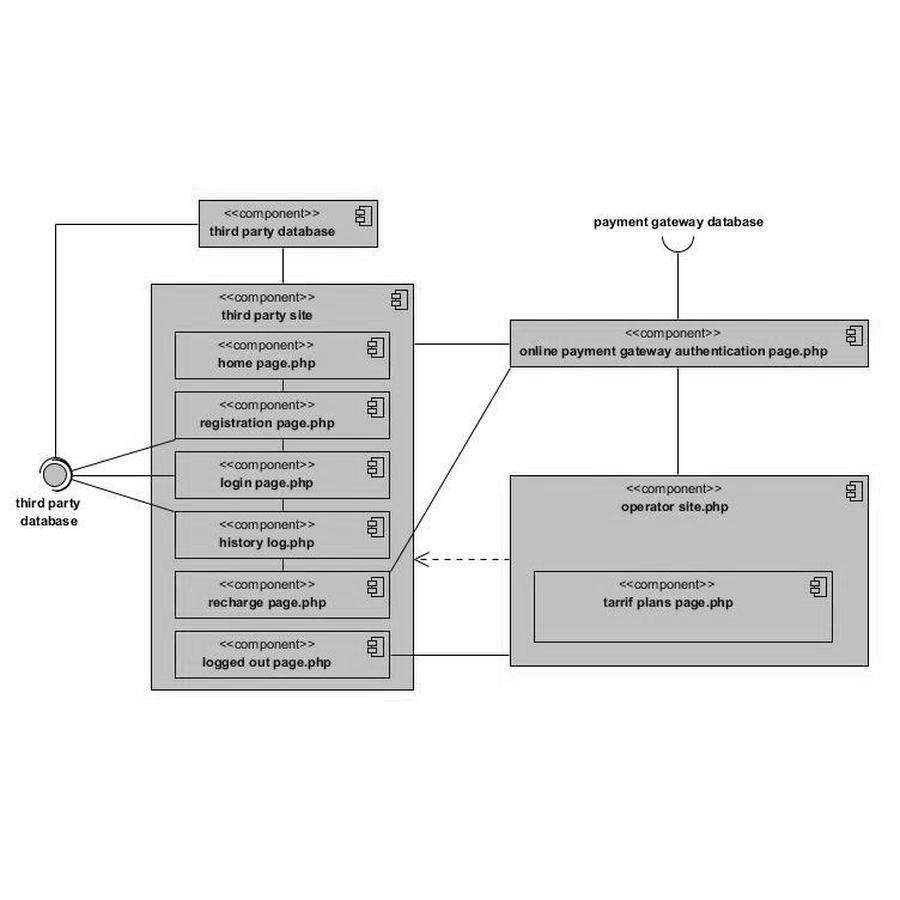 <<component>>
third party database
payment gateway database
<<component>>
third party site
<<component>>
home page.php
<<component>>
registration page.php
<<component>>
login page.php
<<component>>
history log.php
<<component>>
recharge page.php
<<component>>
logged out page.php
third party
database
<<component>>
online payment gateway authentication page.php
<<component>>
operator site.php
<<component>>
tarrif plans page.php